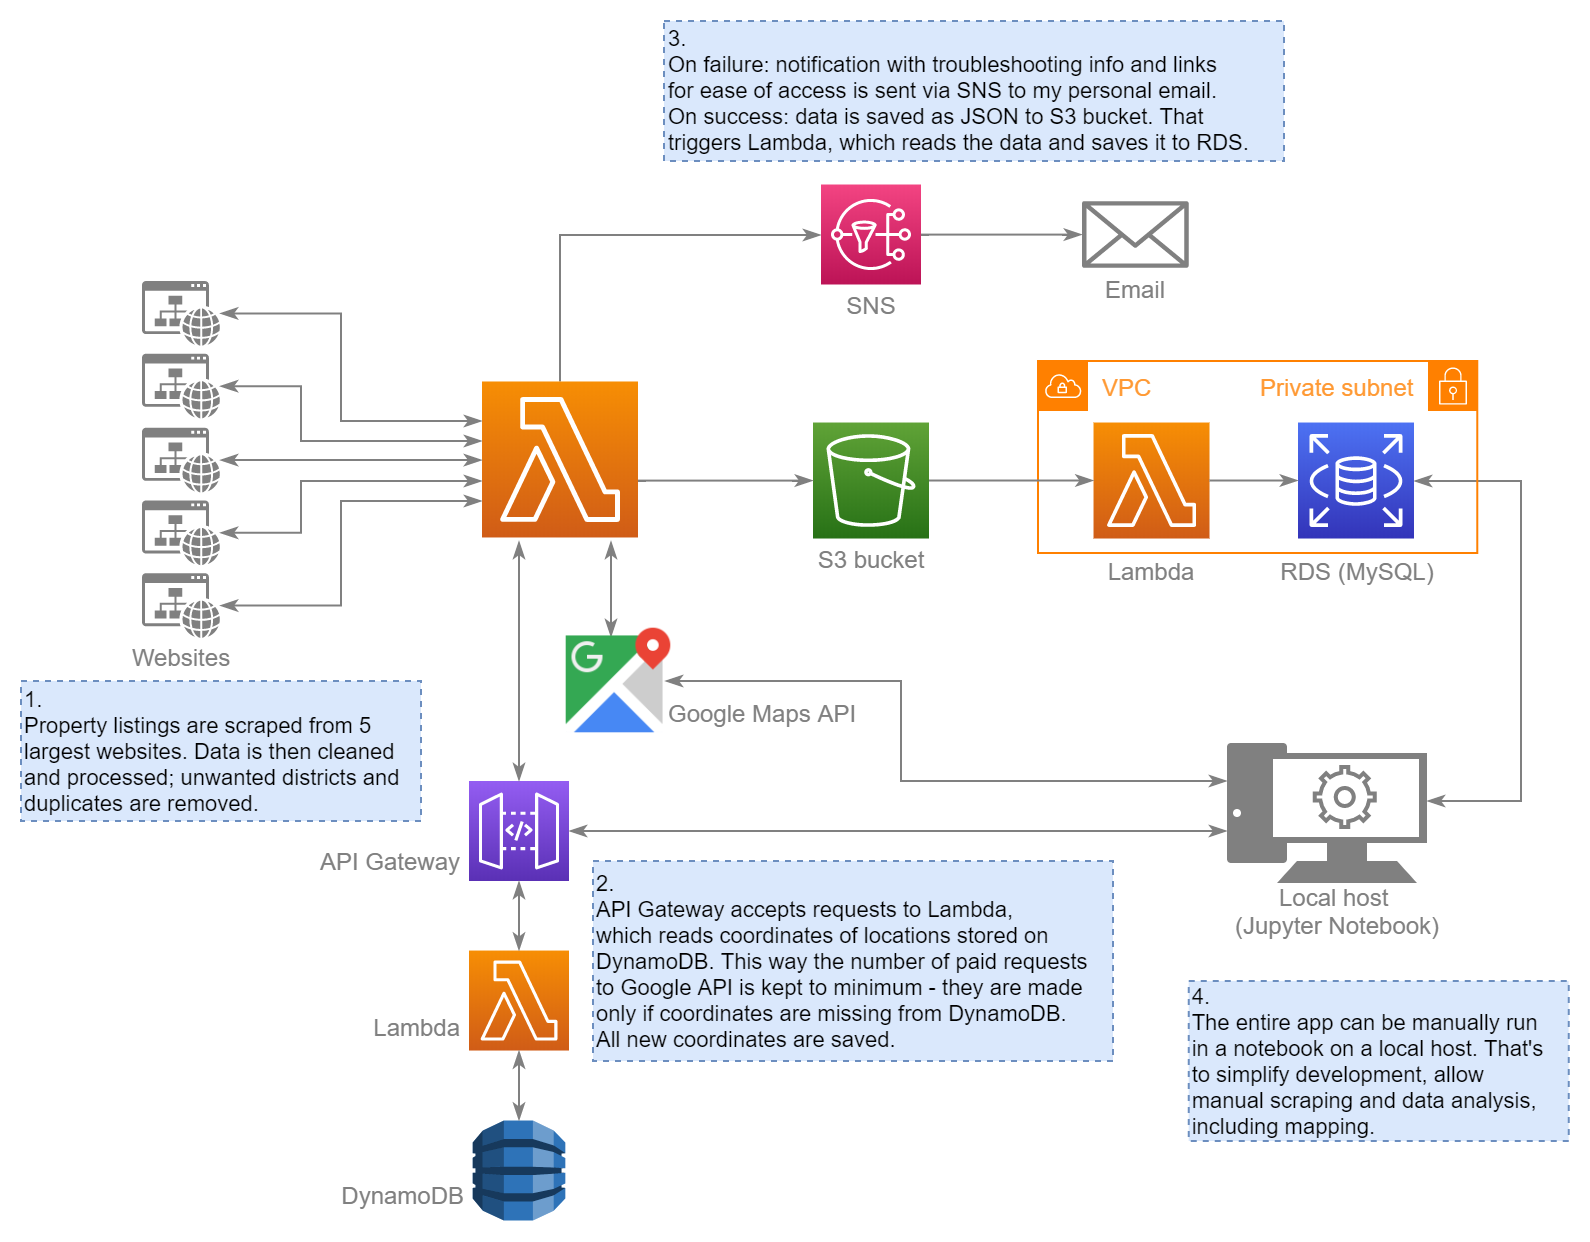 3.
On failure: notification with troubleshooting info and links
for ease of access is sent via SNS to my personal email.
On success: data is saved as JSON to S3 bucket. That
triggers Lambda, which reads the data and saves it to RDS.
SNS
Email
VPC
Private subnet
S3 bucket
Lambda
RDS (MySQL)
Websites
1.
Property listings are scraped from 5
largest websites. Data is then cleaned
and processed; unwanted districts and
duplicates are removed.
G
Google Maps API
</>
API Gateway
2.
API Gateway accepts requests to Lambda,
which reads coordinates of locations stored on
DynamoDB. This way the number of paid requests
to Google API is kept to minimum - they are made
only if coordinates are missing from DynamoDB.
All new coordinates are saved.
Local host
(Jupyter Notebook)
Lambda
4.
The entire app can be manually run
in a notebook on a local host. That's
to simplify development, allow
manual scraping and data analysis,
including mapping.
DynamoDB